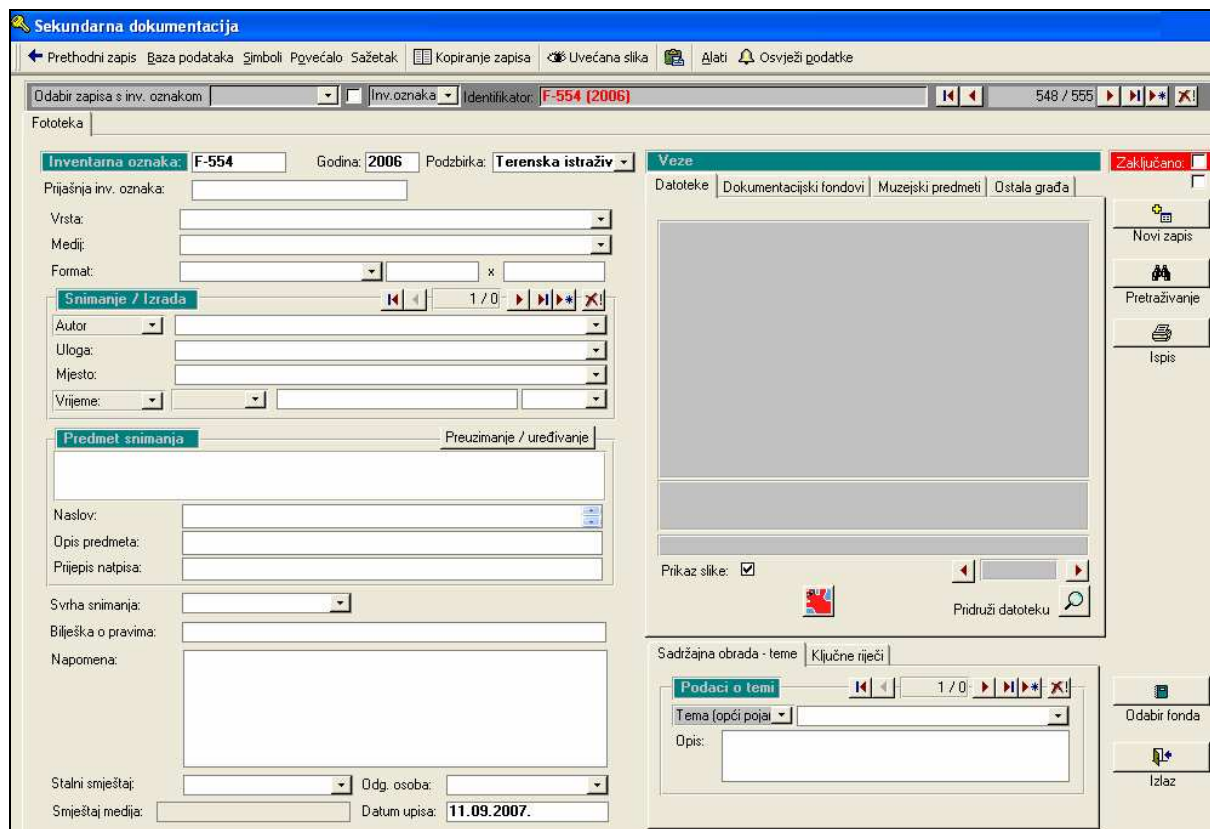 Sekundarna dokumentacija
Prethodni zapis Baza podataka Simboli Povećalo Sažetak Kopiranje zapisa Uvećana slika Alati Osvježi podatke
Odabir zapisa s inv. oznakom Inv.oznaka Identifikator: F-554 (2006) 548 / 555
Fototeka
Inventarna oznaka: F-554 Godina: 2006 Podzbirka: Terenska istraživ
Prijašnja inv. oznaka:
Vrsta:
Medij:
Format: x
Snimanje / Izrada 1 / 0
Autor
Uloga:
Mjesto:
Vrijeme:
Predmet snimanja Preuzimanje / uređivanje
Naslov:
Opis predmeta:
Prijepis natpisa:
Svrha snimanja:
Bilješka o pravima:
Napomena:
Stalni smještaj: Odg. osoba:
Smještaj medija: Datum upisa: 11.09.2007.
Veze
Datoteke Dokumentacijski fondovi Muzejski predmeti Ostala građa
Prikaz slike:
Pridruži datoteku
Sadržajna obrada - teme Ključne riječi
Podaci o temi 1 / 0
Tema (opći pojai
Opis:
Zaključano:
Novi zapis
Pretraživanje
Ispis
Odabir fonda
Izlaz